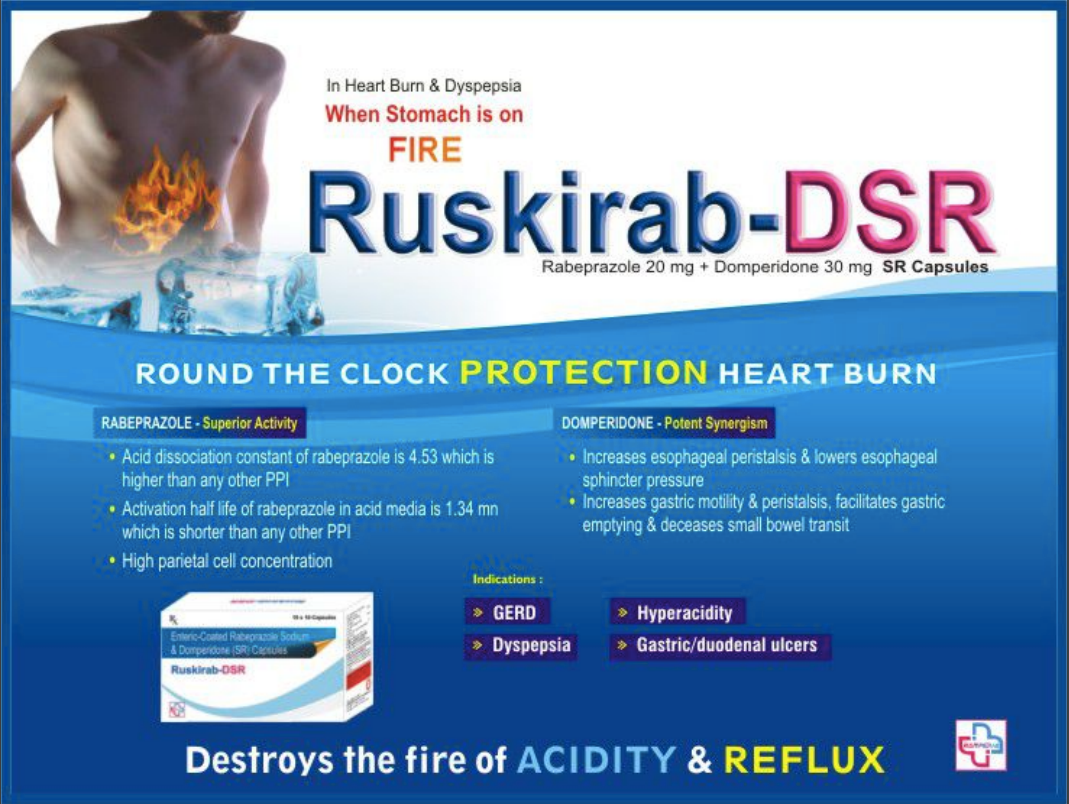 In Heart Burn & Dyspepsia
When Stomach is on
FIRE
Ruskirab-DSR
Rabeprazole 20 mg + Domperidone 30 mg SR Capsules
ROUND THE CLOCK PROTECTION HEART BURN
RABEPRAZOLE - Superior Activity
• Acid dissociation constant of rabeprazole is 4.53 which is
higher than any other PPI
• Activation half life of rabeprazole in acid media is 1.34 mn
which is shorter than any other PPI
• High parietal cell concentration
DOMPERIDONE - Potent Synergism
• Increases esophageal peristalsis & lowers esophageal
sphincter pressure
• Increases gastric motility & peristalsis, facilitates gastric
emptying & deceases small bowel transit
Indications :
» GERD
» Hyperacidity
» Dyspepsia
» Gastric/duodenal ulcers
Rx
10 x 10 Capsules
Enteric-Coated Rabeprazole Sodium
& Domperidone (SR) Capsules
Ruskirab-DSR
Destroys the fire of ACIDITY & REFLUX